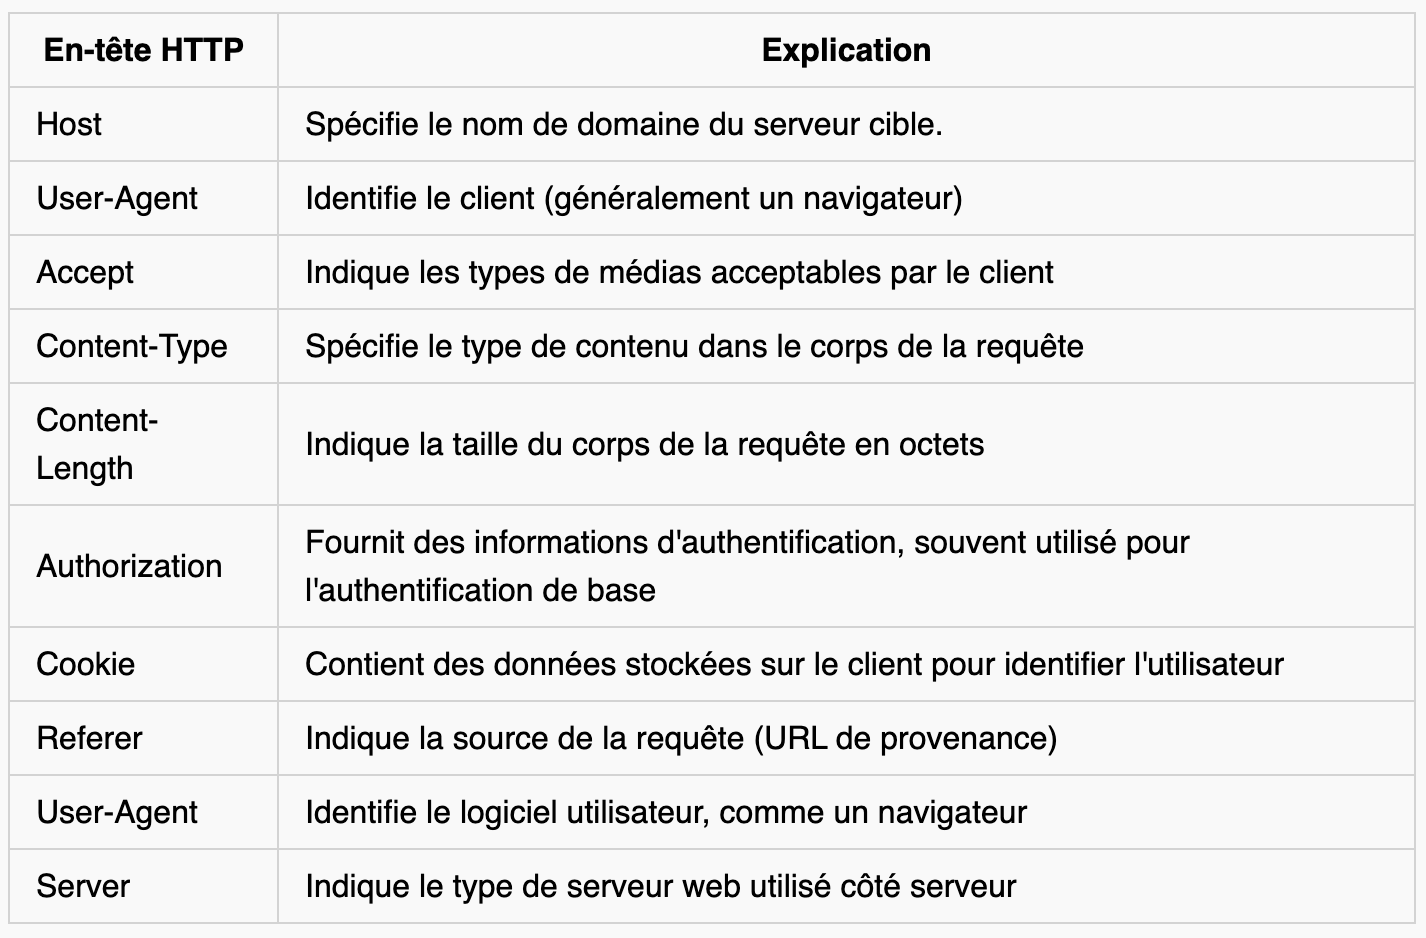 En-tête HTTP Explication
Host Spécifie le nom de domaine du serveur cible.
User-Agent Identifie le client (généralement un navigateur)
Accept Indique les types de médias acceptables par le client
Content-Type Spécifie le type de contenu dans le corps de la requête
Content-
Length
Indique la taille du corps de la requête en octets
Authorization
Fournit des informations d'authentification, souvent utilisé pour
l'authentification de base
Cookie Contient des données stockées sur le client pour identifier l'utilisateur
Referer Indique la source de la requête (URL de provenance)
User-Agent Identifie le logiciel utilisateur, comme un navigateur
Server Indique le type de serveur web utilisé côté serveur